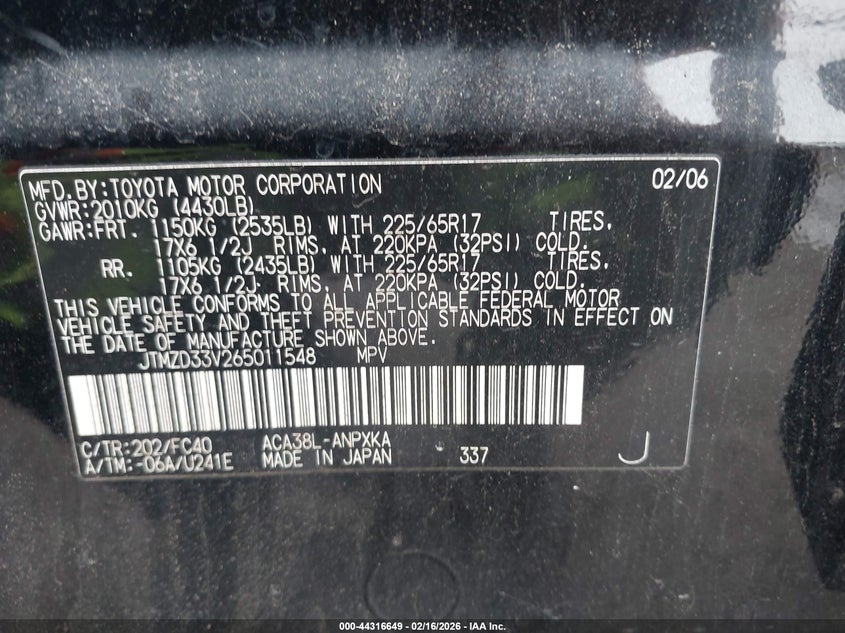 MFD. BY: TOYOTA MOTOR CORPORATION 02/06
GVWR: 2010KG (4430LB)
GAWR: FRT. 1150KG (2535LB) WITH 225/65R17 TIRES,
17X6 1/2J RIMS, AT 220KPA (32PSI) COLD.
RR. 1105KG (2435LB) WITH 225/65R17 TIRES,
17X6 1/2J RIMS, AT 220KPA (32PSI) COLD.
THIS VEHICLE CONFORMS TO ALL APPLICABLE FEDERAL MOTOR
VEHICLE SAFETY AND THEFT PREVENTION STANDARDS IN EFFECT ON
THE DATE OF MANUFACTURE SHOWN ABOVE.
JTMZD33V265011548 MPV
C/TR: 202/FC40 ACA38L-ANPXKA
A/TM: -06A/U241E MADE IN JAPAN 337 J
000-44316649 - 02/16/2026 - IAA Inc.